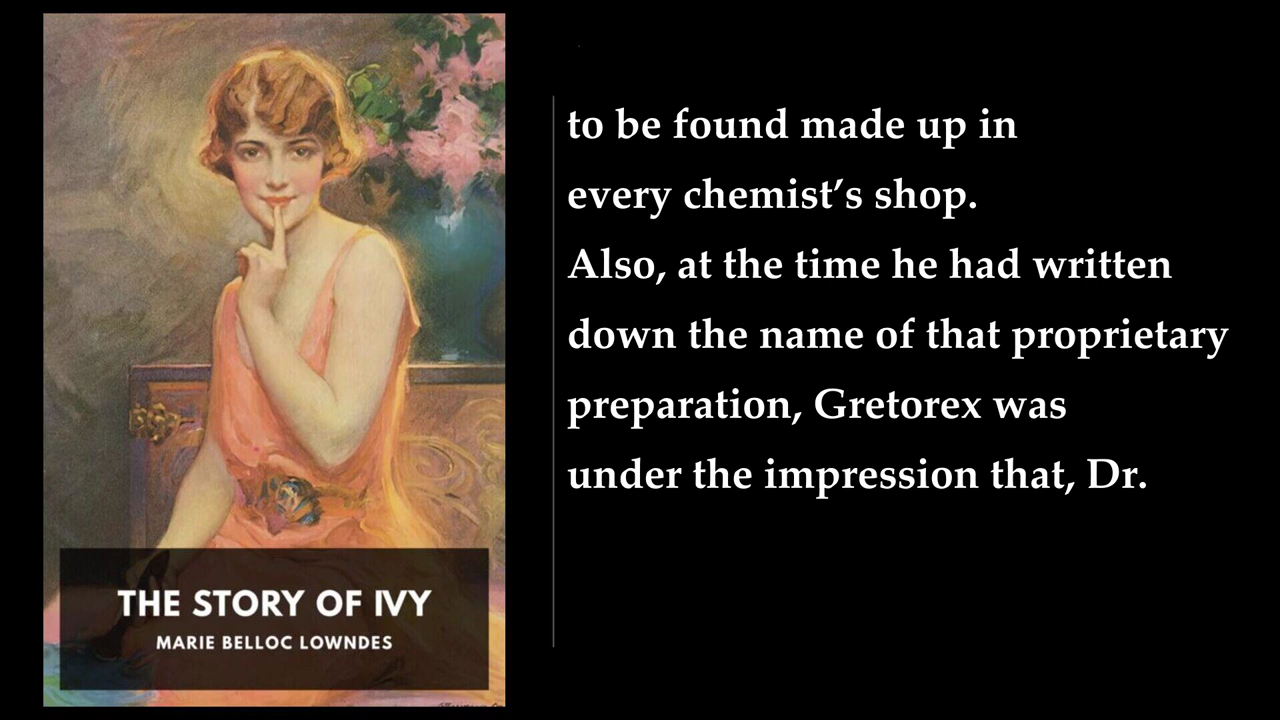 THE STORY OF IVY
MARIE BELLOC LOWNDES
to be found made up in
every chemist’s shop.
Also, at the time he had written
down the name of that proprietary
preparation, Gretorex was
under the impression that, Dr.